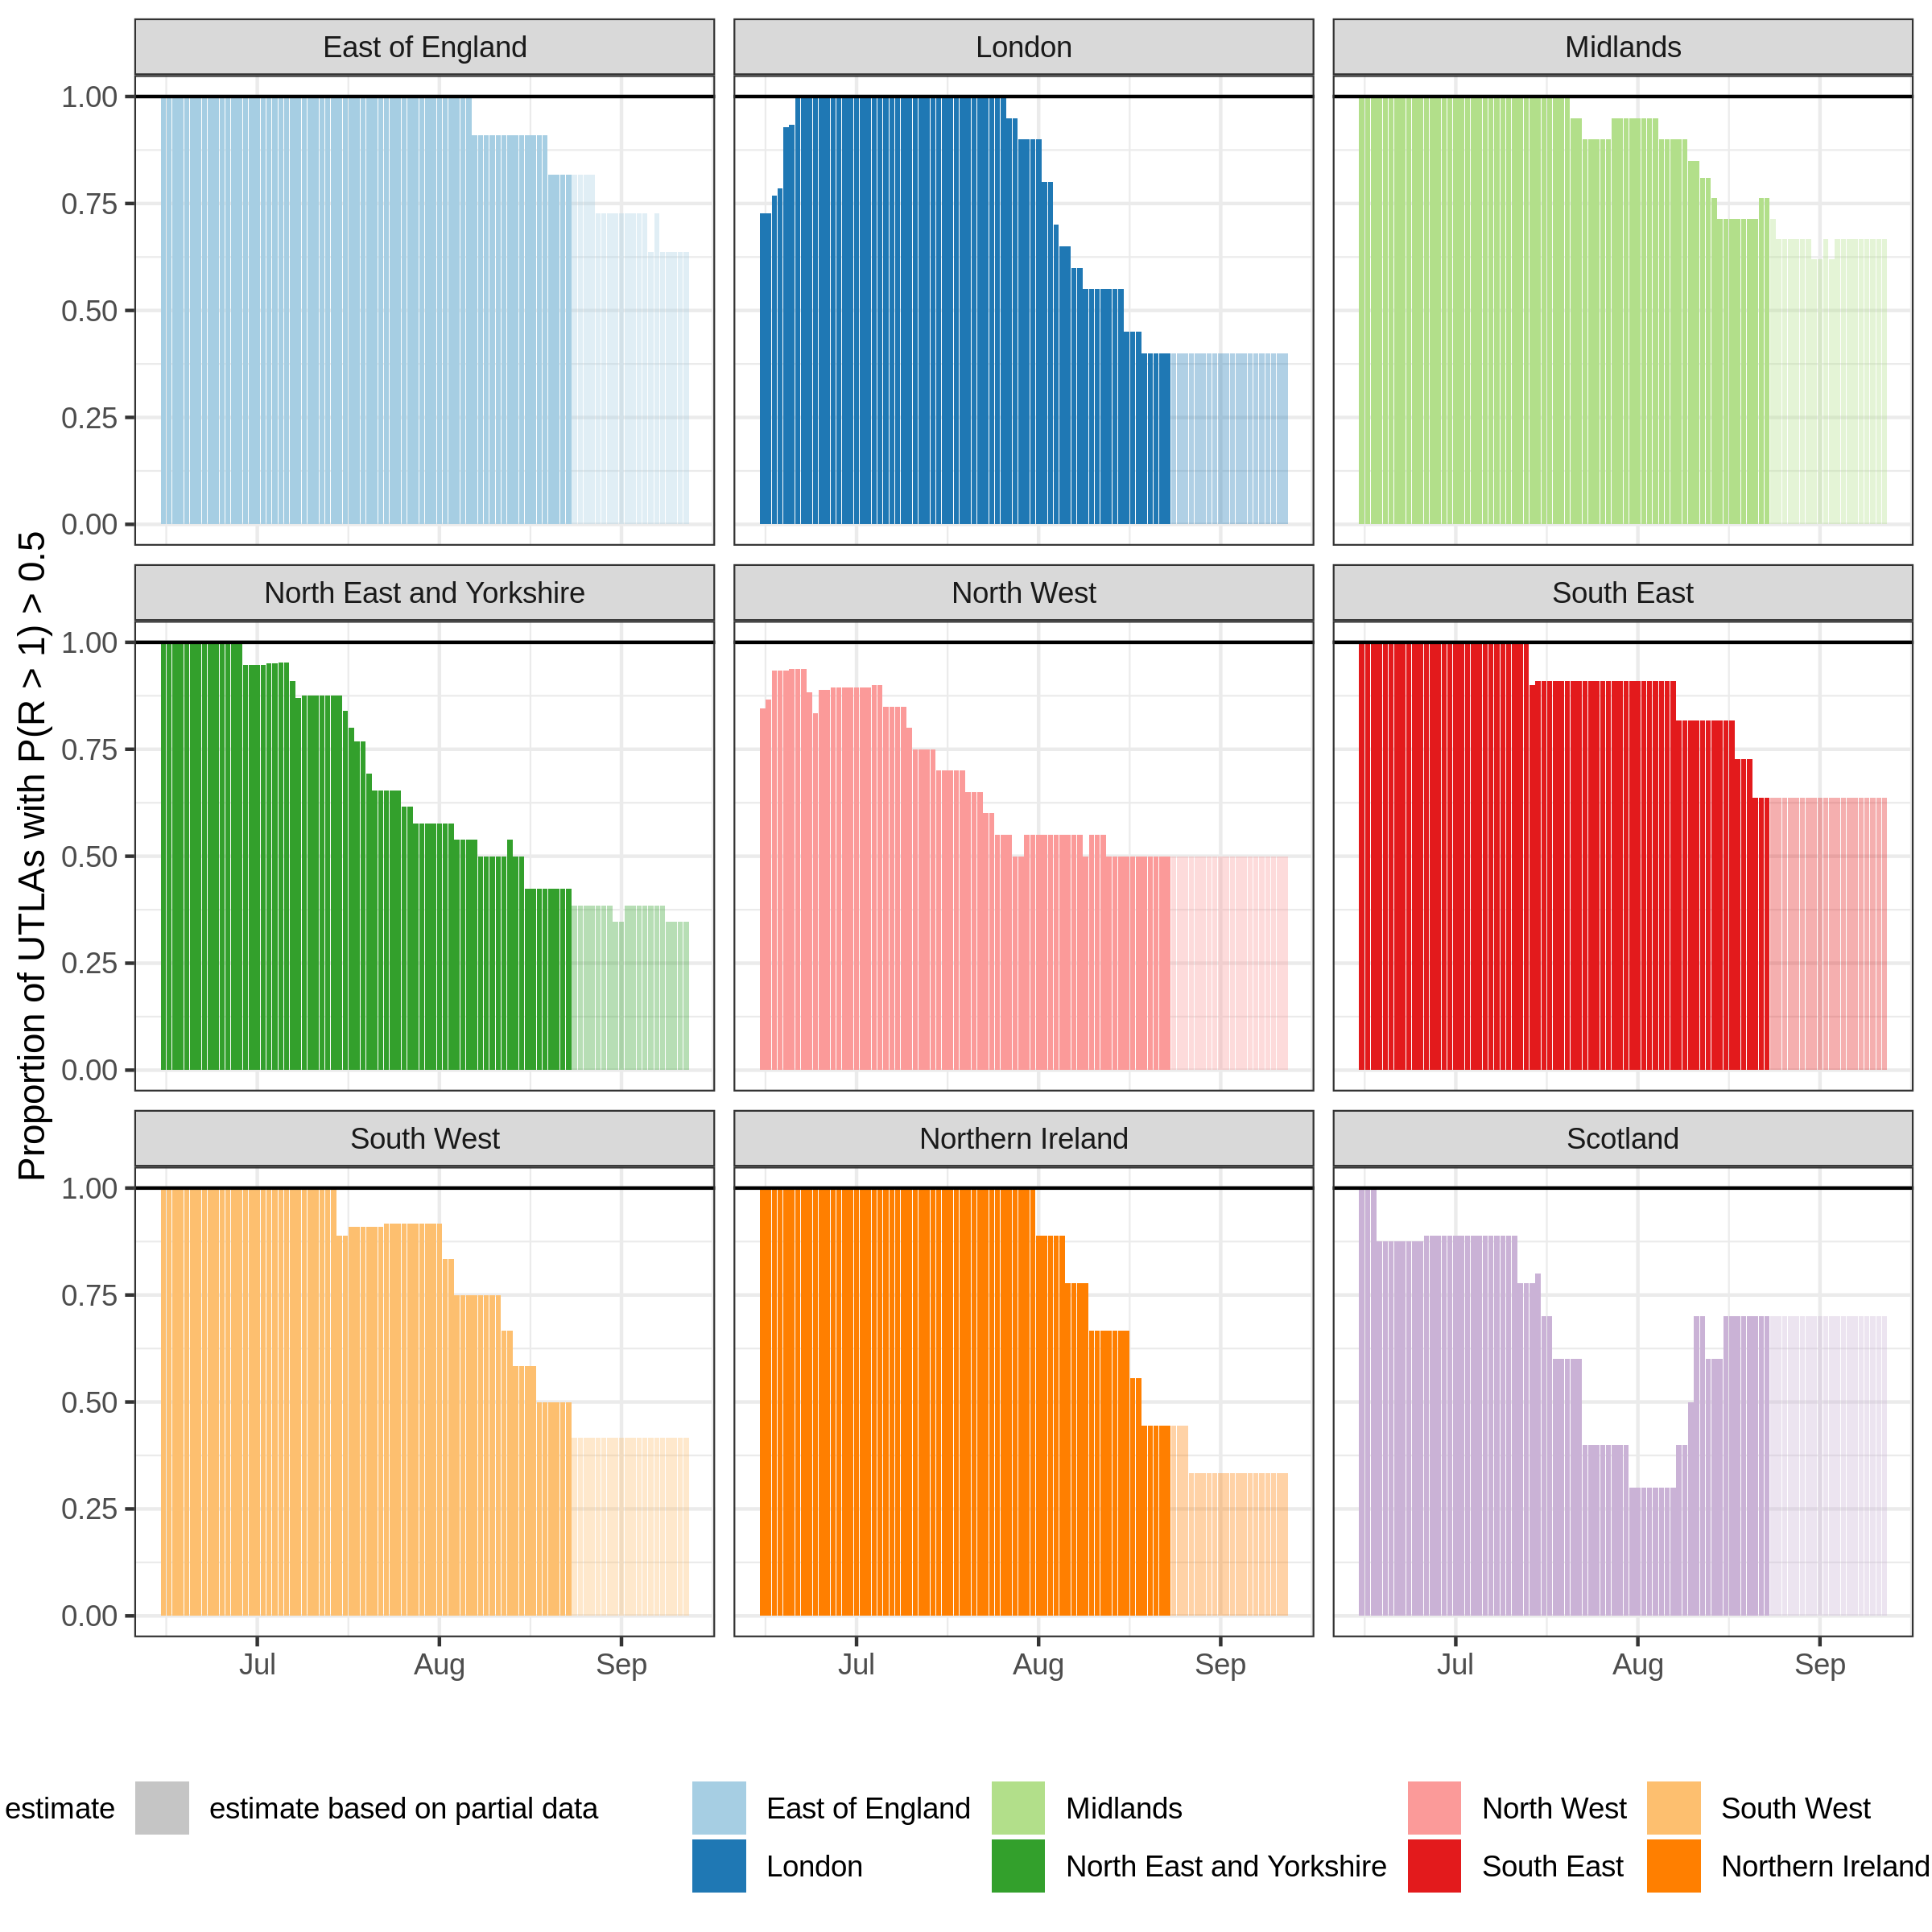 East of England
London
Midlands
1.00
0.75
0.50
0.25
0.00
North East and Yorkshire
North West
South East
1.00
0.75
0.50
0.25
0.00
South West
Northern Ireland
Scotland
1.00
0.75
0.50
0.25
0.00
Jul Aug Sep
Jul Aug Sep
Jul Aug Sep
Proportion of UTLAs with P(R > 1) > 0.5
estimate
estimate based on partial data
East of England
Midlands
North West
South West
London
North East and Yorkshire
South East
Northern Ireland